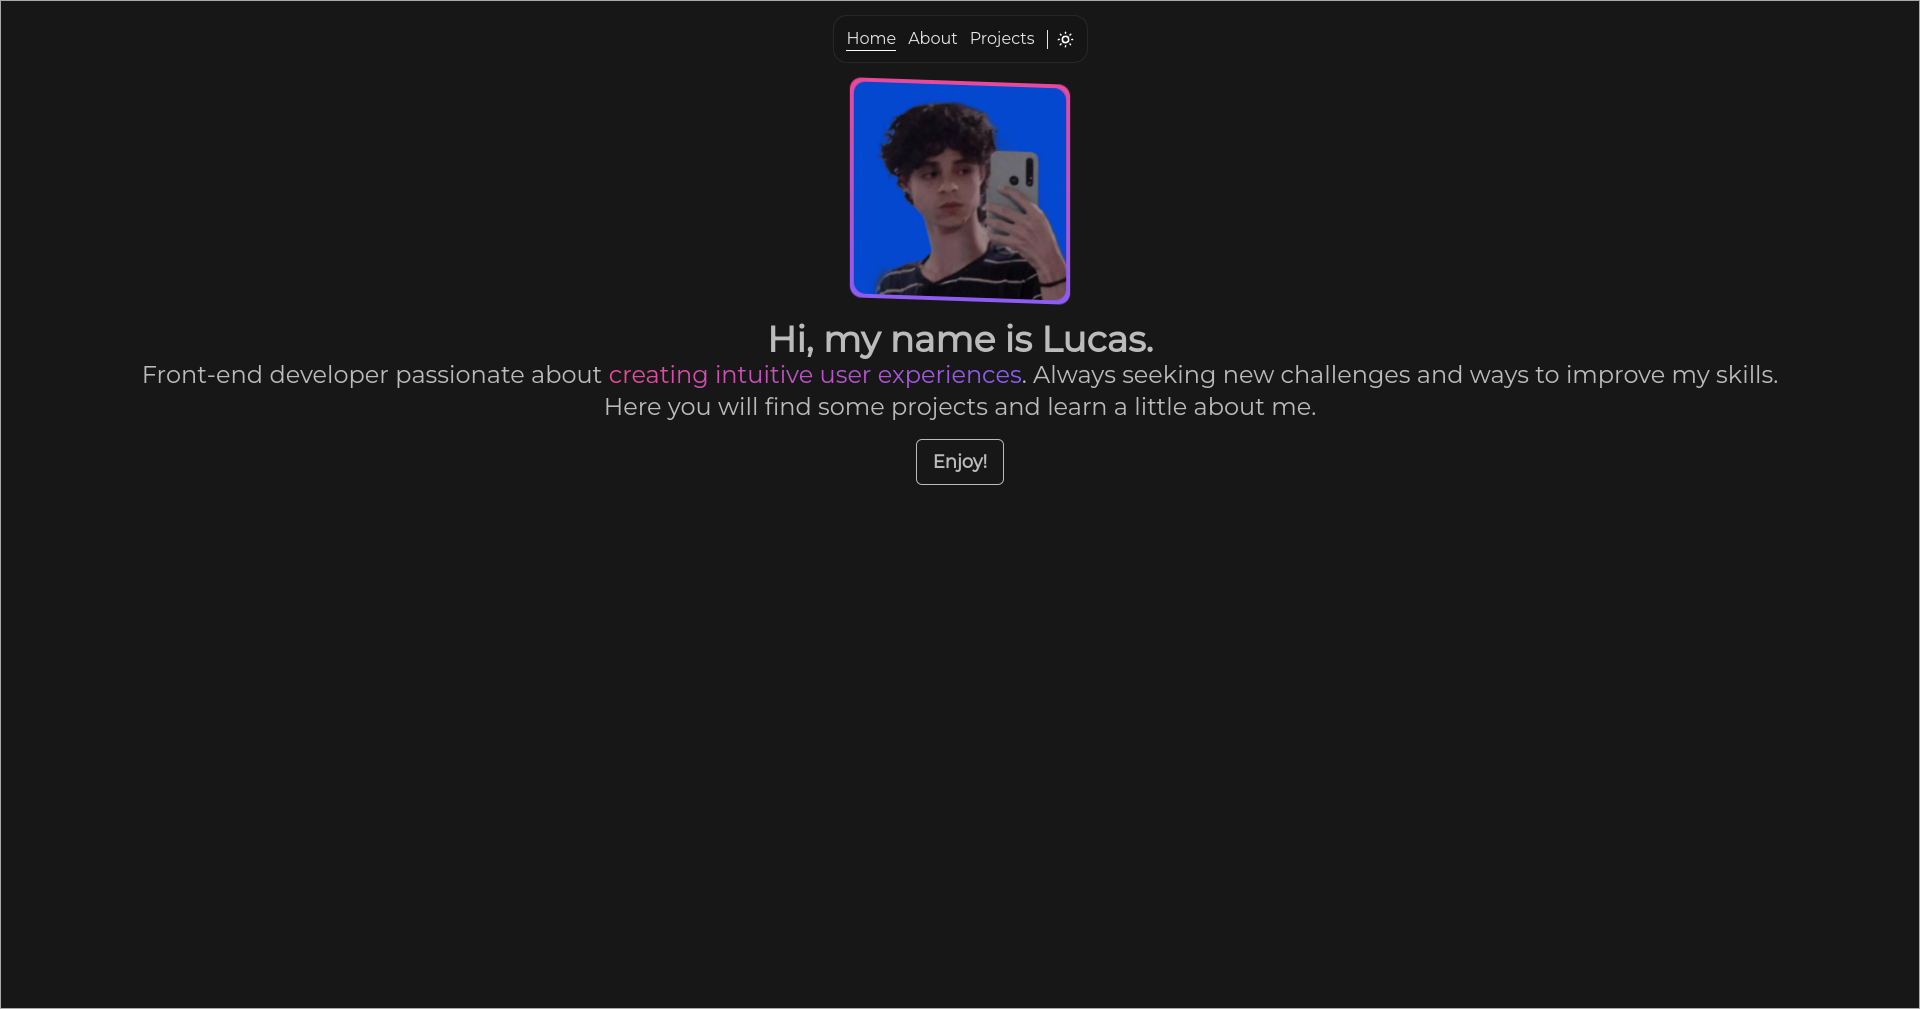 Home About Projects
Hi, my name is Lucas.
Front-end developer passionate about creating intuitive user experiences. Always seeking new challenges and ways to improve my skills.
Here you will find some projects and learn a little about me.
Enjoy!